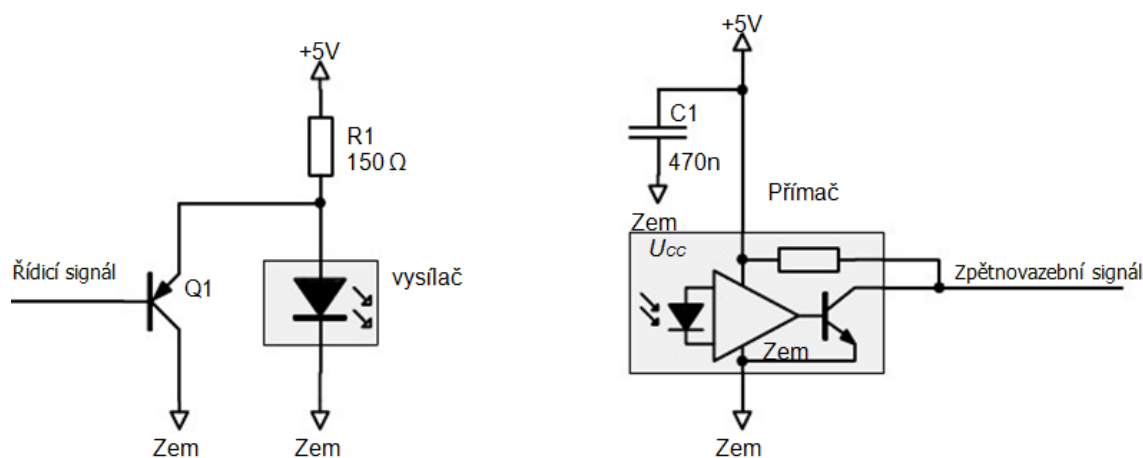 +5V
R1
150 Ω
Řídicí signál
Q1
vysílač
Zem
Zem
+5V
C1
470n
Zem
Přímač
Ucc
Zpětnovazební signál
Zem
Zem